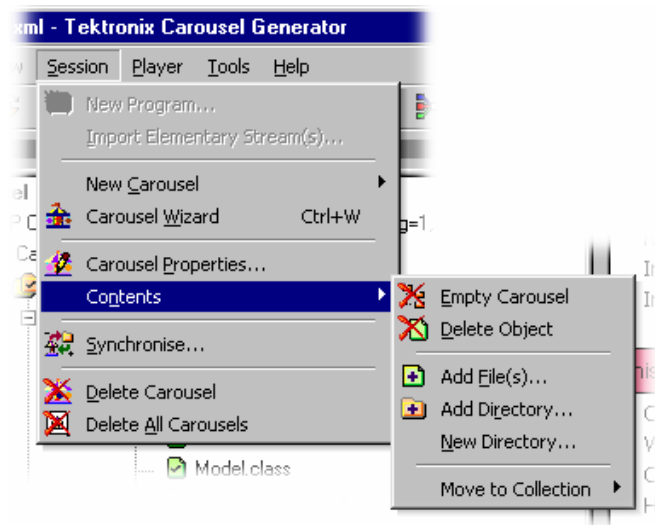 xml - Tektronix Carousel Generator
Session Player Tools Help
New Program...
Import Elementary Stream(s)...
New Carousel
Carousel Wizard Ctrl+W
Carousel Properties...
Contents
Empty Carousel
Delete Object
Synchronise...
Add File(s)...
Delete Carousel
Add Directory...
Delete All Carousels
New Directory...
Model.class
Move to Collection